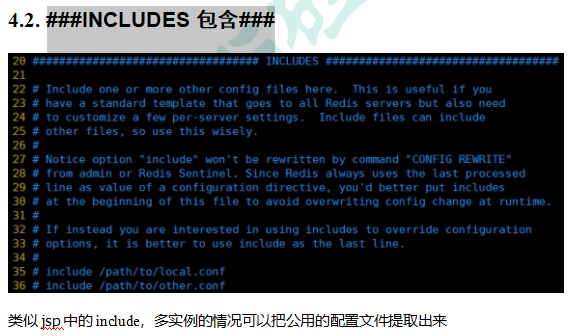 4.2. ###INCLUDES 包含###
20 ################################## INCLUDES ###################################
21
22 # Include one or more other config files here.  This is useful if you
23 # have a standard template that goes to all Redis servers but also need
24 # to customize a few per-server settings.  Include files can include
25 # other files, so use this wisely.
26 #
27 # Notice option "include" won't be rewritten by command "CONFIG REWRITE"
28 # from admin or Redis Sentinel. Since Redis always uses the last processed
29 # line as value of a configuration directive, you'd better put includes
30 # at the beginning of this file to avoid overwriting config change at runtime.
31 #
32 # If instead you are interested in using includes to override configuration
33 # options, it is better to use include as the last line.
34 #
35 # include /path/to/local.conf
36 # include /path/to/other.conf
类似 jsp 中的 include，多实例的情况可以把公用的配置文件提取出来